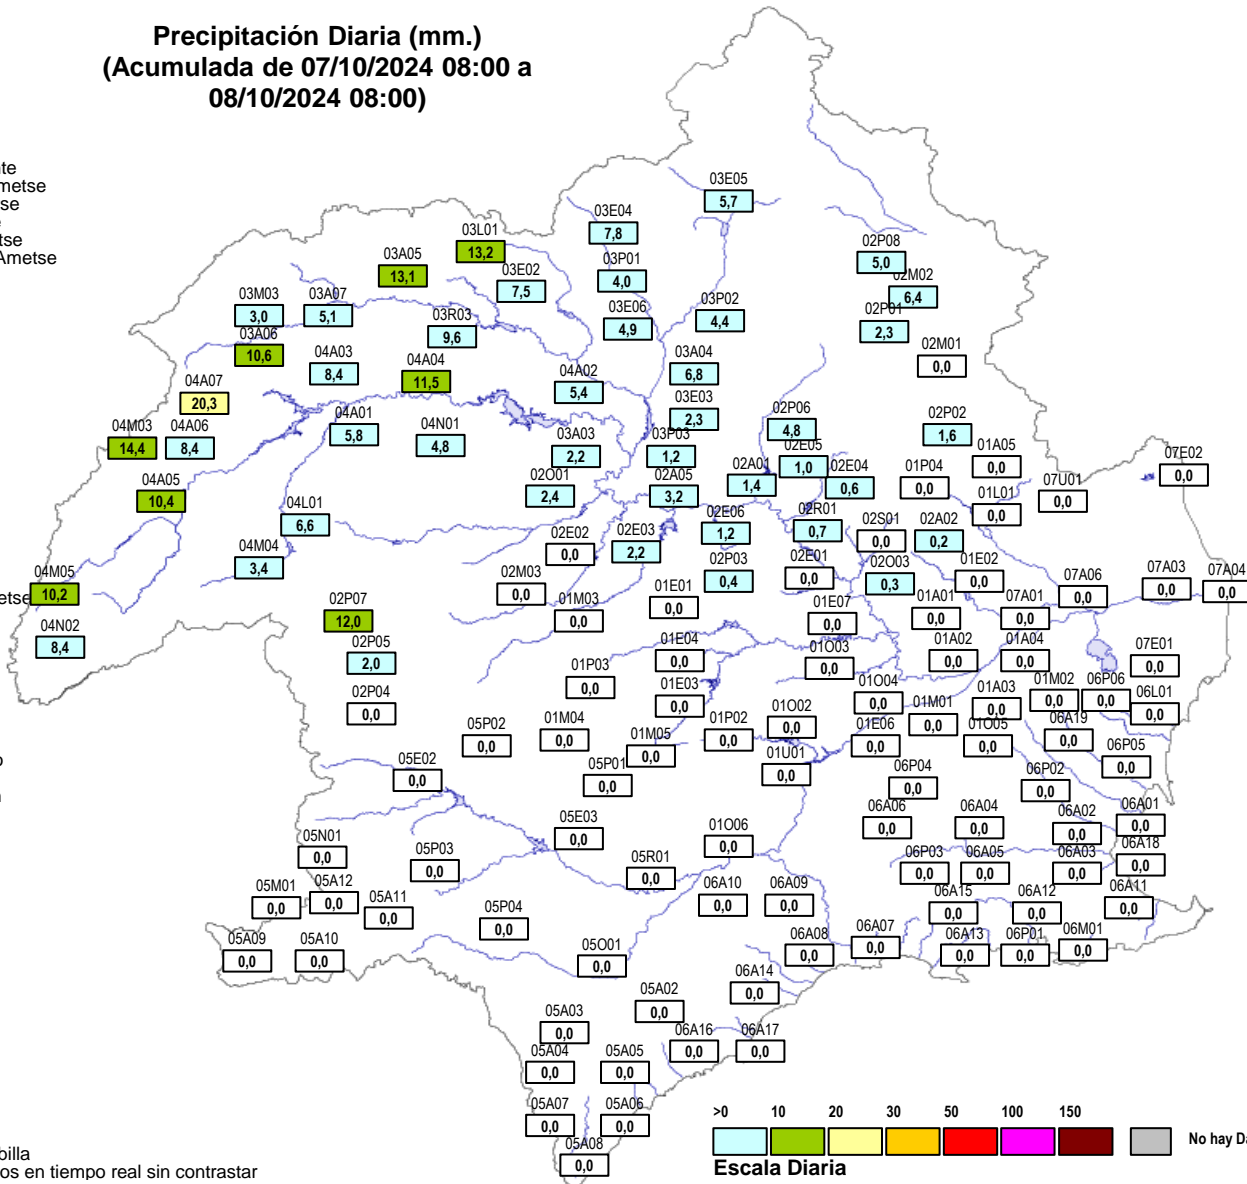 Precipitación Diaria (mm.)
(Acumulada de 07/10/2024 08:00 a
08/10/2024 08:00)
03E05
5,7
03E04
7,8
03L01
13,2
03A05
13,1
03P01
4,0
03E02
7,5
02P08
5,0
02M02
6,4
03M03
3,0
03A07
5,1
03P02
4,4
03E06
4,9
02P01
2,3
03R03
9,6
03A06
10,6
02M01
0,0
04A03
8,4
04A04
11,5
03A04
6,8
04A02
5,4
04A07
20,3
03E03
2,3
04A01
5,8
02P06
4,8
02P02
1,6
04M03
14,4
04A06
8,4
04N01
4,8
03A03
2,2
03P03
1,2
02E05
1,0
01A05
0,0
07E02
0,0
04A05
10,4
02O01
2,4
02A05
3,2
02A01
1,4
02E04
0,6
01P04
0,0
07U01
0,0
01L01
0,0
04L01
6,6
02E06
1,2
02R01
0,7
02S01
0,0
02A02
0,2
02E02
0,0
02E03
2,2
04M04
3,4
02P03
0,4
02E01
0,0
02O03
0,3
01E02
0,0
04M05
10,2
02M03
0,0
01E01
0,0
07A06
0,0
07A03
0,0
07A04
0,0
02P07
12,0
01M03
0,0
01E07
0,0
01A01
0,0
07A01
0,0
04N02
8,4
02P05
2,0
01E04
0,0
01O03
0,0
01A02
0,0
01A04
0,0
07E01
0,0
01P03
0,0
01E03
0,0
01O04
0,0
01A03
0,0
01M02
0,0
06P06
0,0
06L01
0,0
02P04
0,0
01O02
0,0
01M01
0,0
05P02
0,0
01M04
0,0
01M05
0,0
01P02
0,0
01E06
0,0
01O05
0,0
06A19
0,0
05E02
0,0
05P01
0,0
01U01
0,0
06P04
0,0
06P02
0,0
06P05
0,0
05E03
0,0
01O06
0,0
06A06
0,0
06A04
0,0
06A02
0,0
06A01
0,0
05N01
0,0
05P03
0,0
05R01
0,0
06P03
0,0
06A05
0,0
06A03
0,0
06A18
0,0
05M01
0,0
05A12
0,0
05A11
0,0
06A10
0,0
06A09
0,0
06A15
0,0
06A12
0,0
06A11
0,0
05P04
0,0
05A09
0,0
05A10
0,0
05O01
0,0
06A08
0,0
06A07
0,0
06A13
0,0
06P01
0,0
06M01
0,0
06A14
0,0
05A02
0,0
05A03
0,0
06A16
0,0
06A17
0,0
05A04
0,0
05A05
0,0
05A07
0,0
05A06
0,0
05A08
0,0
>0 10 20 30 50 100 150
No hay Da
Escala Diaria
billa
os en tiempo real sin contrastar